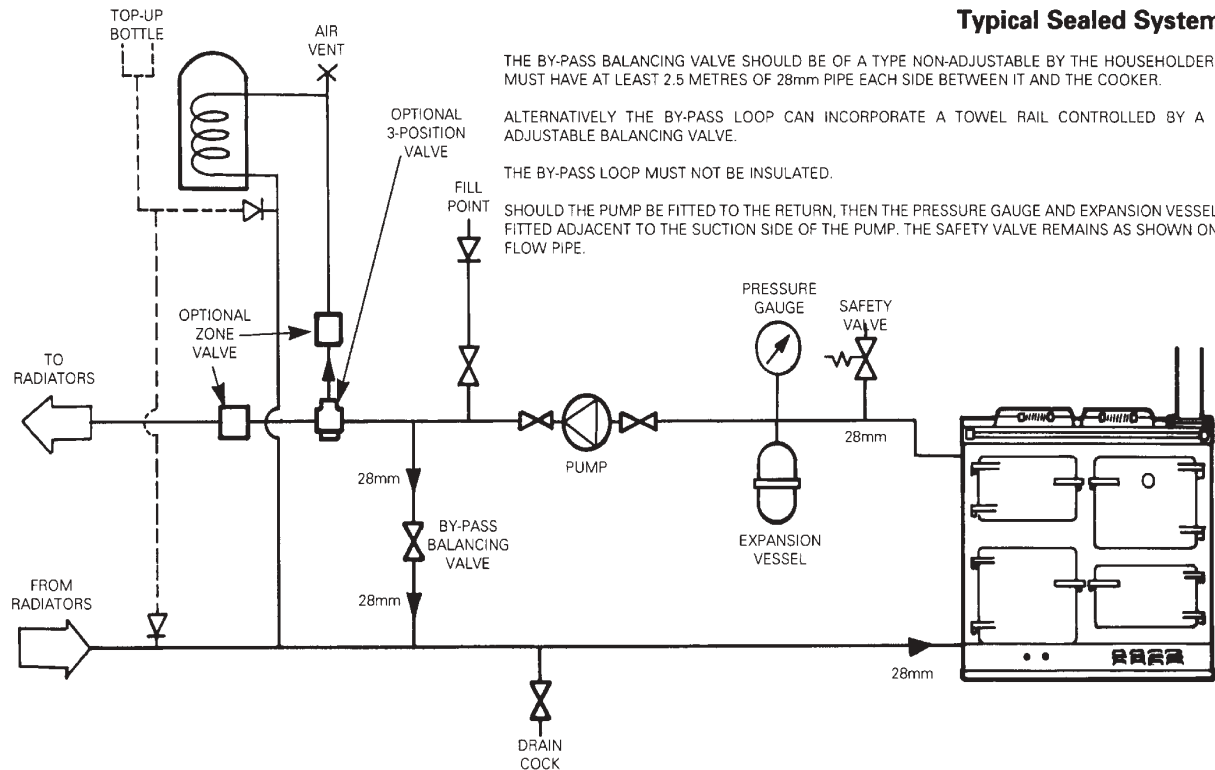 Typical Sealed System
THE BY-PASS BALANCING VALVE SHOULD BE OF A TYPE NON-ADJUSTABLE BY THE HOUSEHOLDER
MUST HAVE AT LEAST 2.5 METRES OF 28mm PIPE EACH SIDE BETWEEN IT AND THE COOKER.
ALTERNATIVELY THE BY-PASS LOOP CAN INCORPORATE A TOWEL RAIL CONTROLLED BY A
ADJUSTABLE BALANCING VALVE.
THE BY-PASS LOOP MUST NOT BE INSULATED.
SHOULD THE PUMP BE FITTED TO THE RETURN, THEN THE PRESSURE GAUGE AND EXPANSION VESSEL
FITTED ADJACENT TO THE SUCTION SIDE OF THE PUMP. THE SAFETY VALVE REMAINS AS SHOWN ON
FLOW PIPE.
TOP-UP
BOTTLE
AIR
VENT
OPTIONAL
3-POSITION
VALVE
FILL
POINT
PRESSURE
GAUGE
SAFETY
VALVE
OPTIONAL
ZONE
VALVE
TO
RADIATORS
28mm
PUMP
28mm
BY-PASS
BALANCING
VALVE
EXPANSION
VESSEL
28mm
FROM
RADIATORS
28mm
DRAIN
COCK